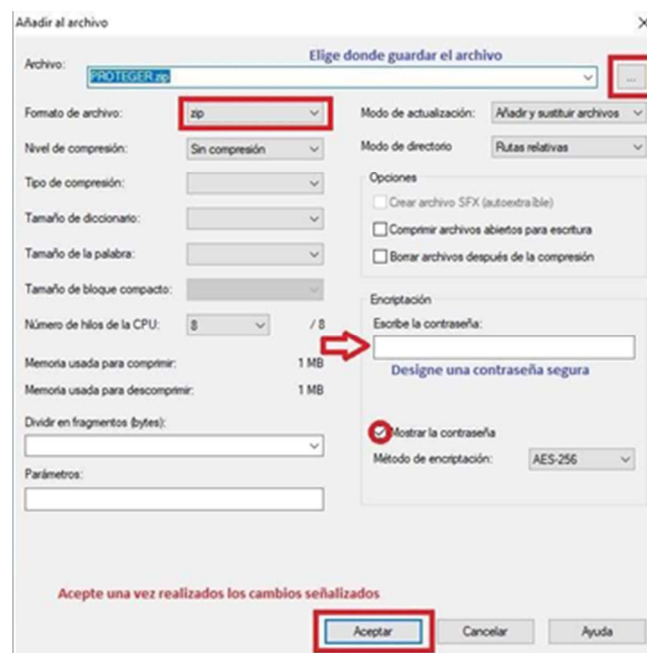 Añadir al archivo
Elige donde guardar el archivo
Archivo:
PROTEGER.zip
...
Formato de archivo:
zip
Modo de actualización:
Añadir y sustituir archivos
Nivel de compresión:
Sin compresión
Modo de directorio
Rutas relativas
Tipo de compresión:
Opciones
Crear archivo SFX (autoextraíble)
Tamaño de diccionario:
Comprimir archivos abiertos para escritura
Tamaño de la palabra:
Borrar archivos después de la compresión
Tamaño de bloque compacto:
Encriptación
Número de hilos de la CPU:
8
/ 8
Escribe la contraseña:
Memoria usada para comprimir:
1 MB
Designe una contraseña segura
Memoria usada para descomprimir:
1 MB
Dividir en fragmentos (bytes):
Mostrar la contraseña
Método de encriptación:
AES-256
Parámetros:
Acepte una vez realizados los cambios señalizados
Aceptar
Cancelar
Ayuda